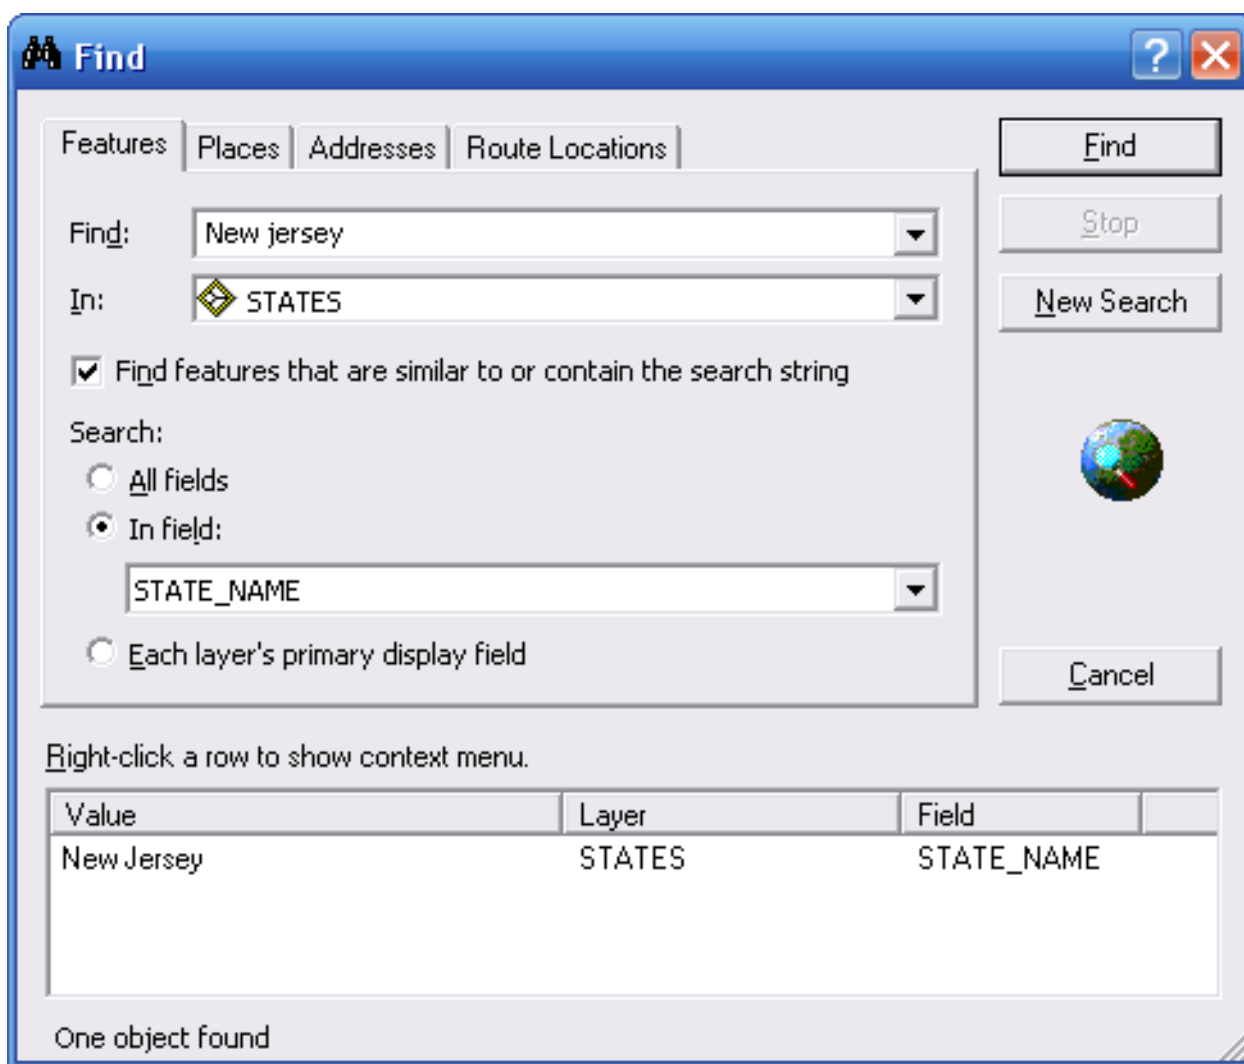 Find
Features Places Addresses Route Locations
Find
Find: New jersey
Stop
In: STATES
New Search
Find features that are similar to or contain the search string
Search:
All fields
In field:
STATE_NAME
Each layer's primary display field
Cancel
Right-click a row to show context menu.
Value Layer Field
New Jersey STATES STATE_NAME
One object found